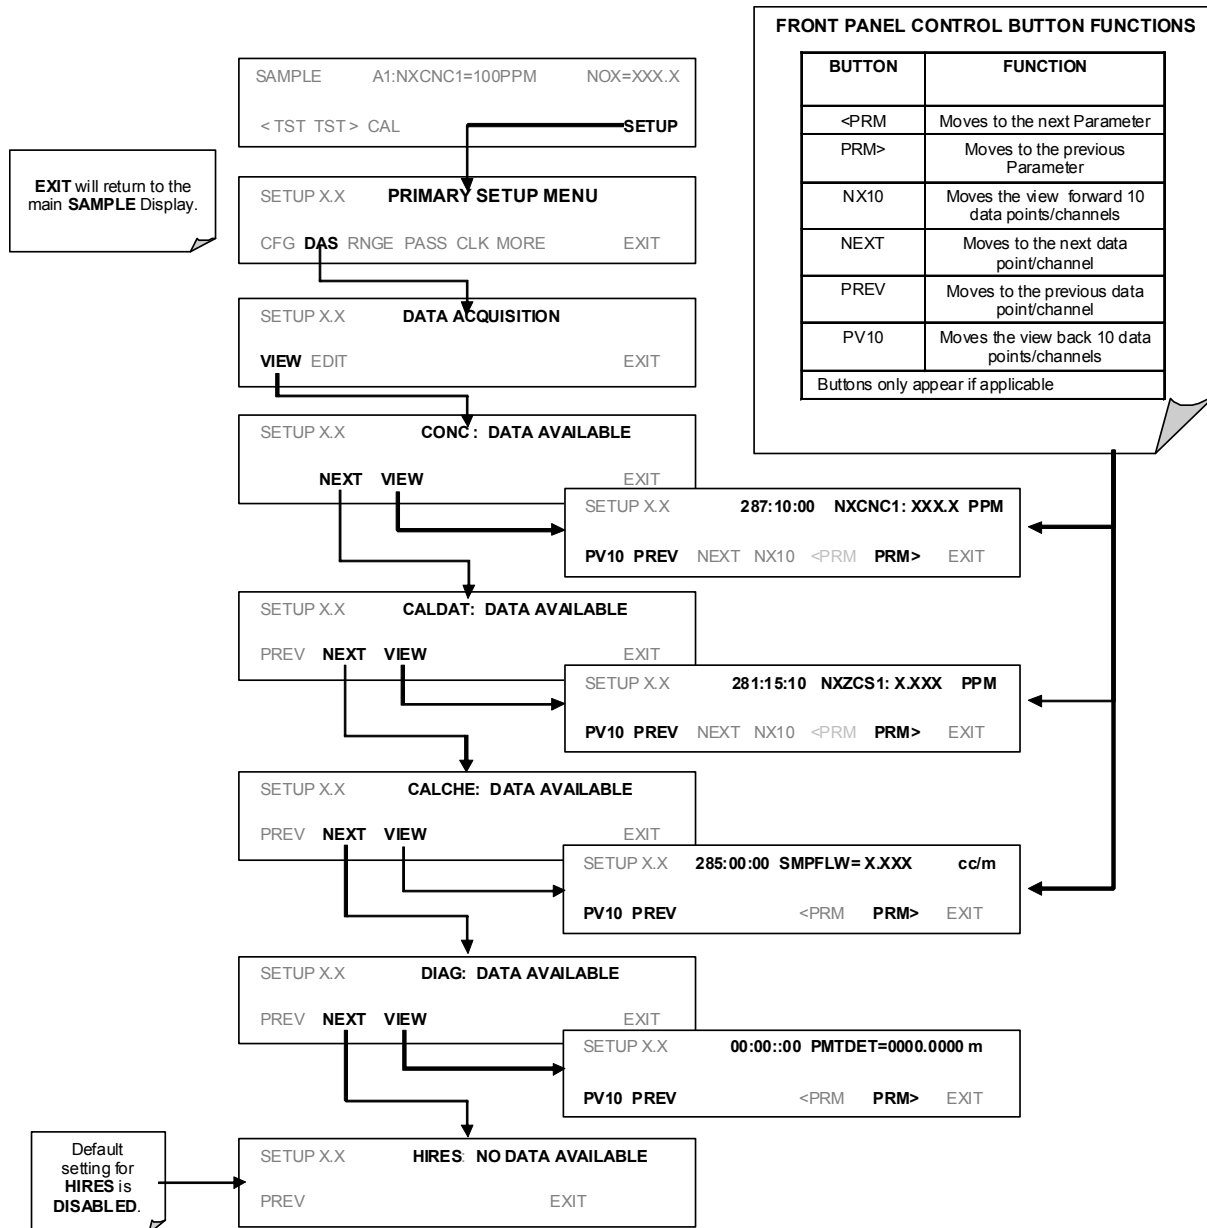 FRONT PANEL CONTROL BUTTON FUNCTIONS
BUTTON FUNCTION
<PRM Moves to the next Parameter
PRM> Moves to the previous
Parameter
NX10 Moves the view forward 10
data points/channels
NEXT Moves to the next data
point/channel
PREV Moves to the previous data
point/channel
PV10 Moves the view back 10 data
points/channels
Buttons only appear if applicable
SAMPLE A1:NXCNC1=100PPM NOX=XXX.X
< TST TST > CAL SETUP
EXIT will return to the
main SAMPLE Display.
SETUP X.X PRIMARY SETUP MENU
CFG DAS RNGE PASS CLK MORE EXIT
SETUP X.X DATA ACQUISITION
VIEW EDIT EXIT
SETUP X.X CONC : DATA AVAILABLE
NEXT VIEW EXIT
SETUP X.X 287:10:00 NXCNC1: XXX.X PPM
PV10 PREV NEXT NX10 <PRM PRM> EXIT
SETUP X.X CALDAT: DATA AVAILABLE
PREV NEXT VIEW EXIT
SETUP X.X 281:15:10 NXZCS1: X.XXX PPM
PV10 PREV NEXT NX10 <PRM PRM> EXIT
SETUP X.X CALCHE: DATA AVAILABLE
PREV NEXT VIEW EXIT
SETUP X.X 285:00:00 SMPFLW= X.XXX cc/m
PV10 PREV <PRM PRM> EXIT
SETUP X.X DIAG: DATA AVAILABLE
PREV NEXT VIEW EXIT
SETUP X.X 00:00::00 PMTDET=0000.0000 m
PV10 PREV <PRM PRM> EXIT
Default
setting for
HIRES is
DISABLED.
SETUP X.X HIRES: NO DATA AVAILABLE
PREV EXIT